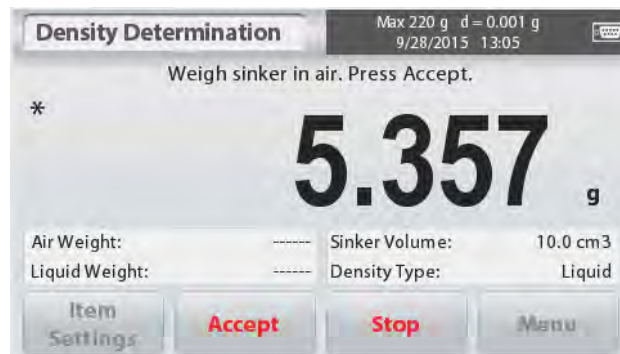 Density Determination
Max 220 g d = 0.001 g
9/28/2015 13:05
Weigh sinker in air. Press Accept.
*
5.357 g
Air Weight: ------ Sinker Volume: 10.0 cm3
Liquid Weight: ------ Density Type: Liquid
Item Settings
Accept
Stop
Menu